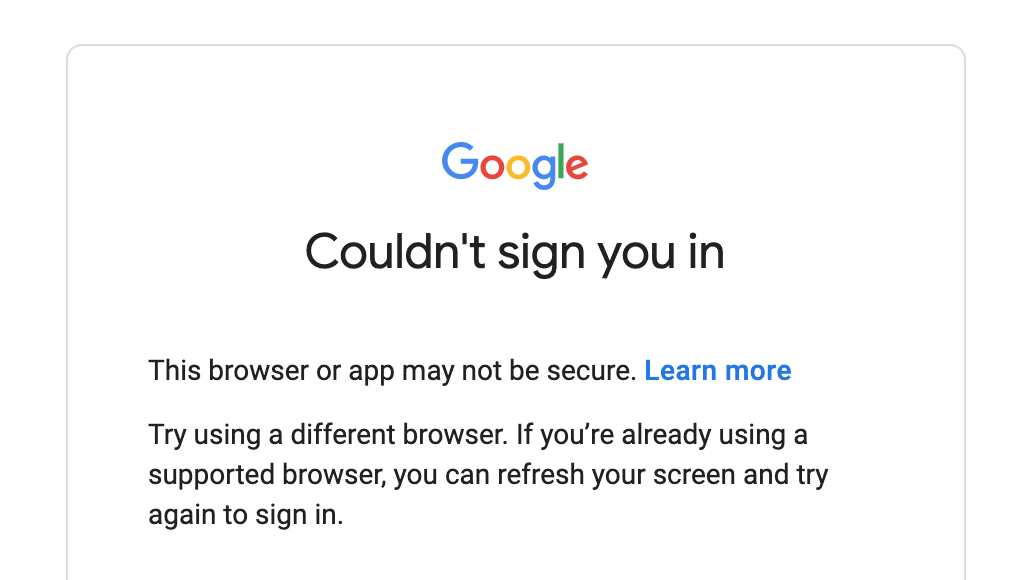 Google
Couldn't sign you in
This browser or app may not be secure. Learn more
Try using a different browser. If you’re already using a
supported browser, you can refresh your screen and try
again to sign in.